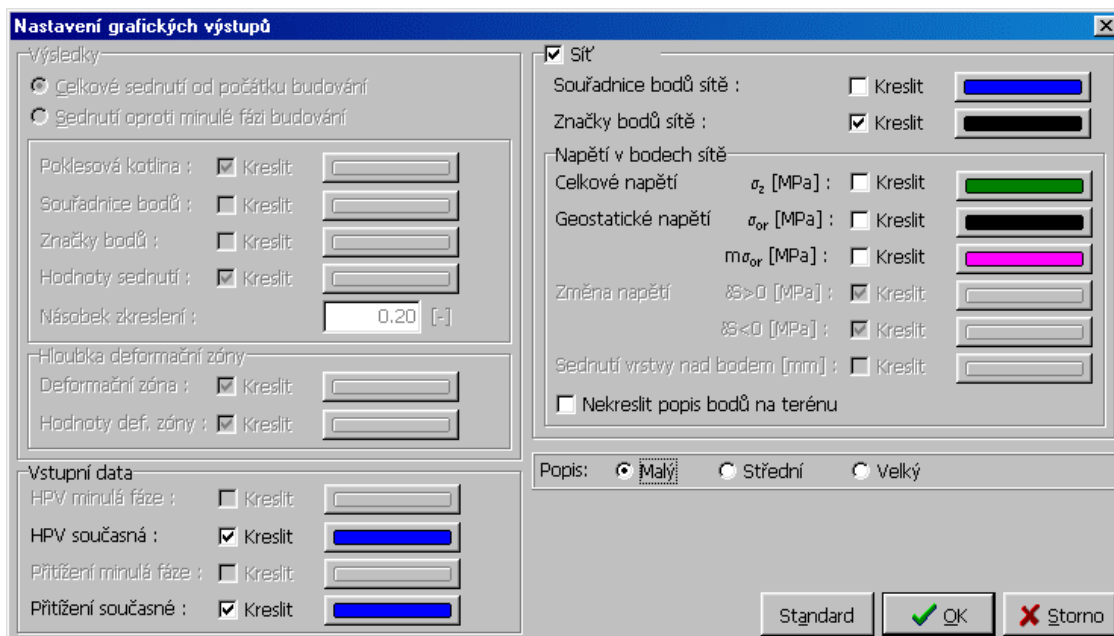 Nastavení grafických výstupů
Výsledky
Celkové sednutí od počátku budování
Sednutí oproti minulé fázi budování
Poklesová kotlina : Kreslit
Souřadnice bodů : Kreslit
Značky bodů : Kreslit
Hodnoty sednutí : Kreslit
Násobek zkreslení : 0.20 [-]
Hloubka deformační zóny
Deformační zóna : Kreslit
Hodnoty def. zóny : Kreslit
Vstupní data
HPV minulá fáze : Kreslit
HPV současná : Kreslit
Přitížení minulá fáze : Kreslit
Přitížení současné : Kreslit
Síť
Souřadnice bodů sítě : Kreslit
Značky bodů sítě : Kreslit
Napětí v bodech sítě
Celkové napětí σz [MPa] : Kreslit
Geostatické napětí σor [MPa] : Kreslit
mσor [MPa] : Kreslit
Změna napětí &S>0 [MPa] : Kreslit
&S<0 [MPa] : Kreslit
Sednutí vrstvy nad bodem [mm] : Kreslit
Nekreslit popis bodů na terénu
Popis: Malý Střední Velký
Standard OK Storno